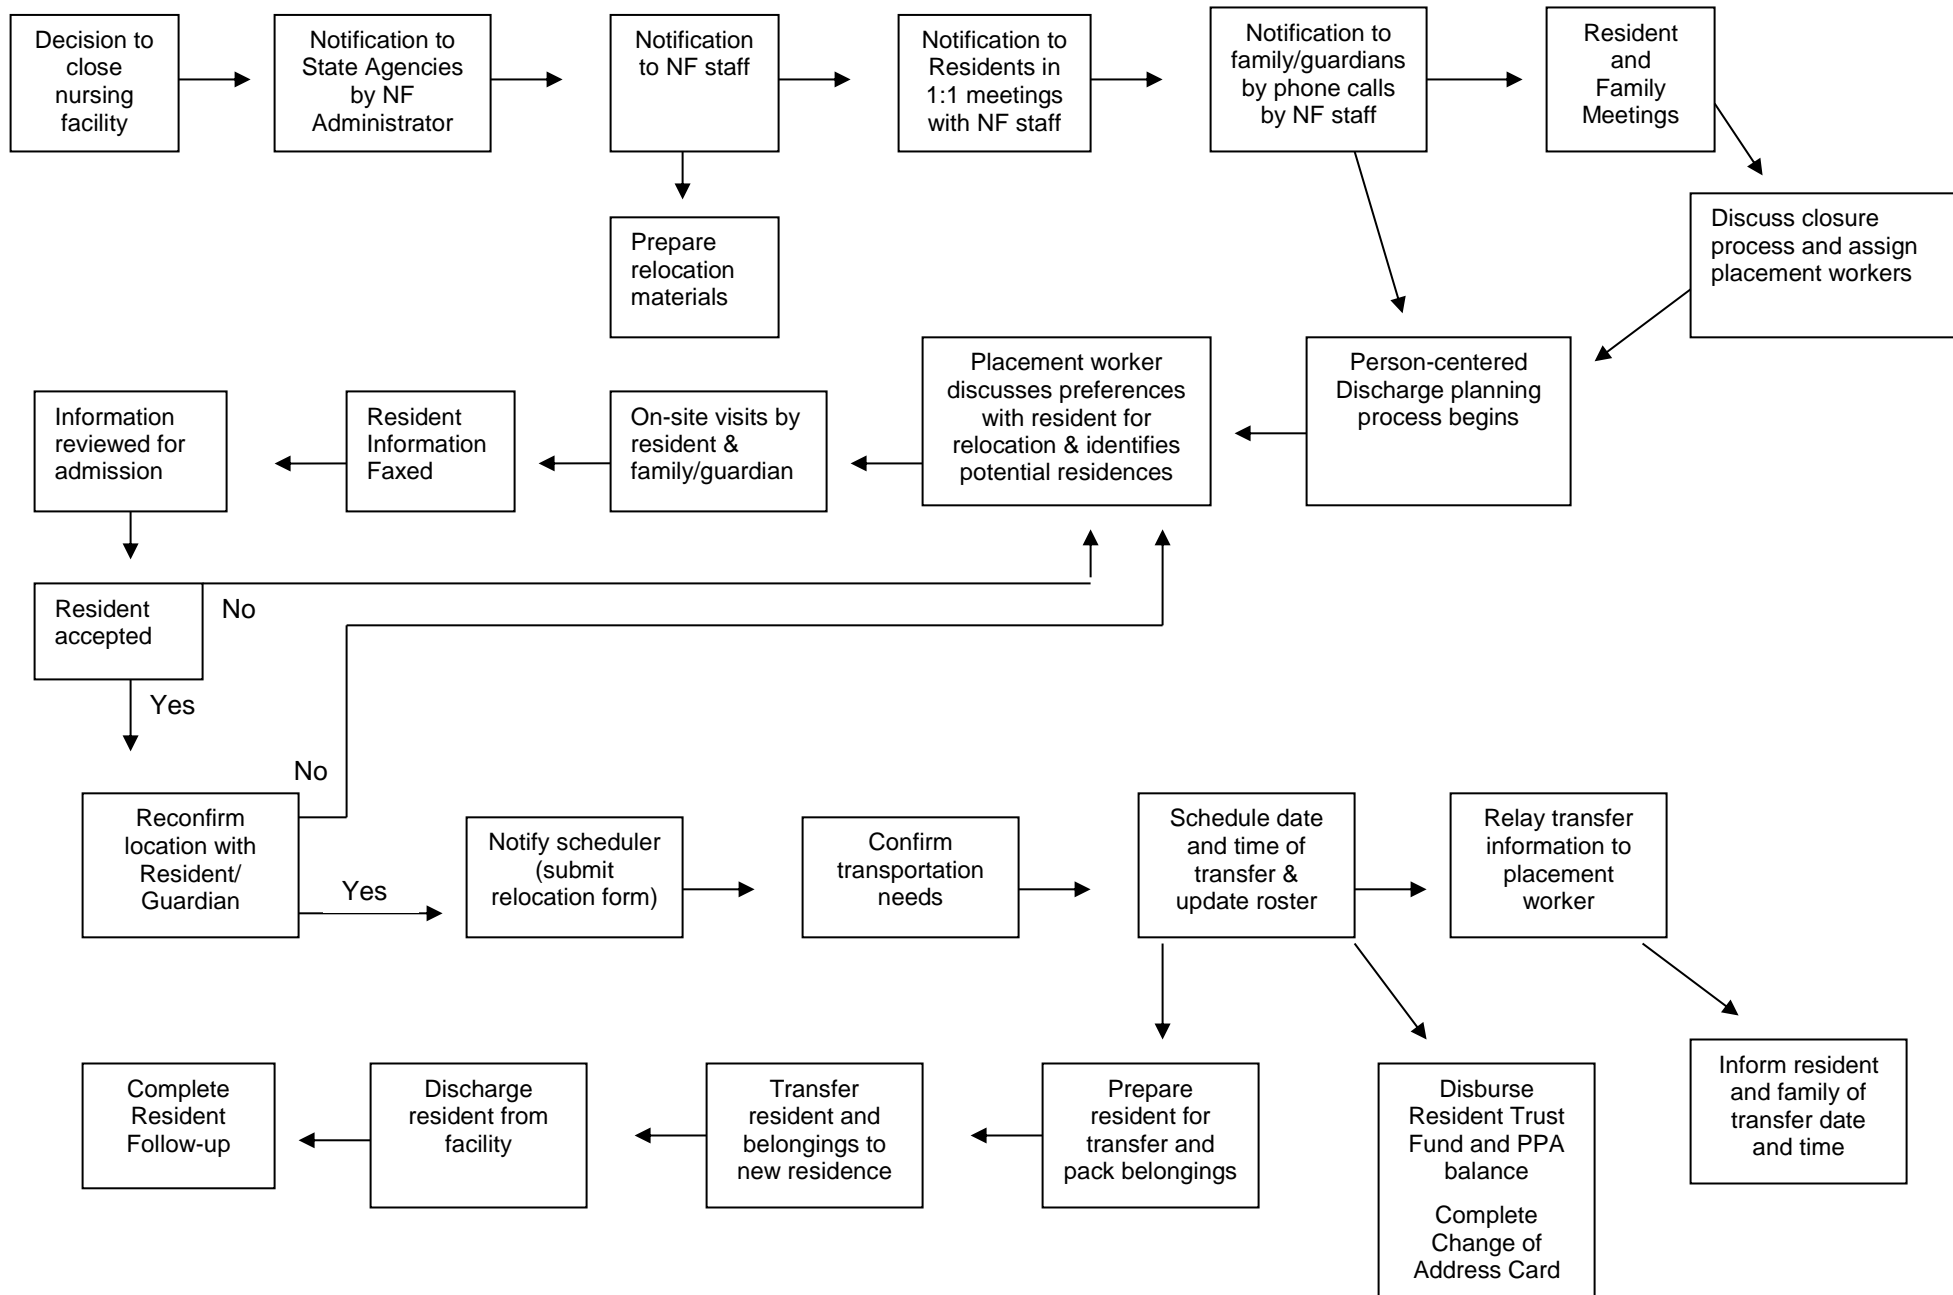 Decision to
close
nursing
facility
Notification to
State Agencies
by NF
Administrator
Notification
to NF staff
Notification to
Residents in
1:1 meetings
with NF staff
Notification to
family/guardians
by phone calls
by NF staff
Resident
and
Family
Meetings
Discuss closure
process and assign
placement workers
Prepare
relocation
materials
Person-centered
Discharge planning
process begins
Placement worker
discusses preferences
with resident for
relocation & identifies
potential residences
On-site visits by
resident &
family/guardian
Resident
Information
Faxed
Information
reviewed for
admission
Resident
accepted
No
Yes
No
Reconfirm
location with
Resident/
Guardian
Yes
Notify scheduler
(submit
relocation form)
Confirm
transportation
needs
Schedule date
and time of
transfer &
update roster
Relay transfer
information to
placement
worker
Inform resident
and family of
transfer date
and time
Disburse
Resident Trust
Fund and PPA
balance
Complete
Change of
Address Card
Prepare
resident for
transfer and
pack belongings
Transfer
resident and
belongings to
new residence
Discharge
resident from
facility
Complete
Resident
Follow-up